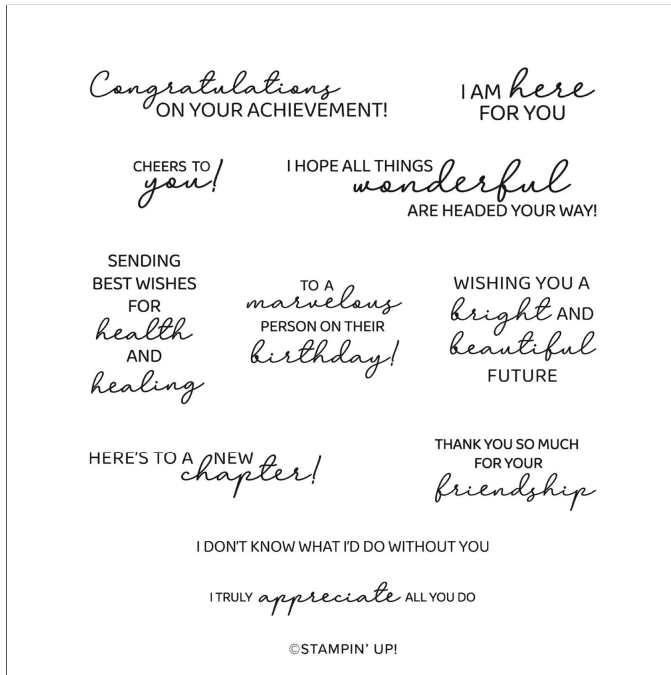 Congratulations
ON YOUR ACHIEVEMENT!
I AM here
FOR YOU
CHEERS TO
you!
I HOPE ALL THINGS
wonderful
ARE HEADED YOUR WAY!
SENDING
BEST WISHES
FOR
health
AND
healing
TO A
marvelous
PERSON ON THEIR
birthday!
WISHING YOU A
bright AND
beautiful
FUTURE
HERE'S TO A NEW
chapter!
THANK YOU SO MUCH
FOR YOUR
friendship
I DON'T KNOW WHAT I'D DO WITHOUT YOU
I TRULY appreciate ALL YOU DO
©STAMPIN' UP!